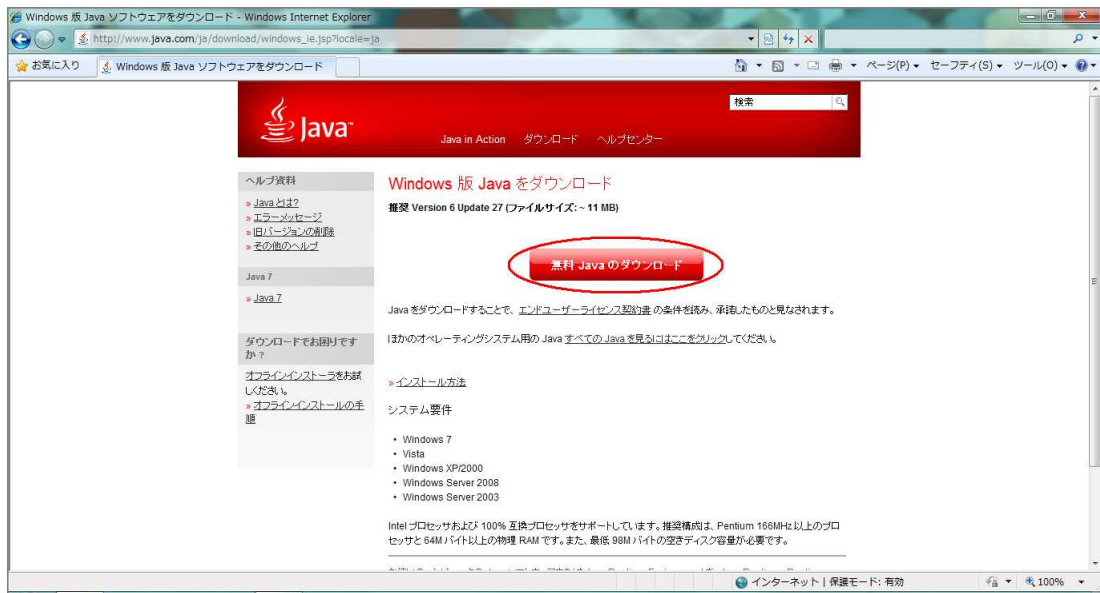 Windows 版 Java ソフトウェアをダウンロード - Windows Internet Explorer
http://www.java.com/ja/download/windows_ie.jsp?locale=ja
お気に入り
Windows 版 Java ソフトウェアをダウンロード
ページ(P)
セーフティ(S)
ツール(O)
Java™
検索
Java in Action
ダウンロード
ヘルプセンター
ヘルプ資料
» Java とは?
» エラーメッセージ
» 旧バージョンの削除
» その他のヘルプ
Java 7
» Java 7
ダウンロードでお困りです
か?
オフラインインストーラをお試
しください。
» オフラインインストールの手
順
Windows 版 Java をダウンロード
推奨 Version 6 Update 27 (ファイルサイズ: ~ 11 MB)
無料 Java のダウンロード
Java をダウンロードすることで、エンドユーザーライセンス契約書 の条件を読み、承諾したものと見なされます。
ほかのオペレーティングシステム用の Java すべての Java を見るにはここをクリックしてください。
» インストール方法
システム要件
• Windows 7
• Vista
• Windows XP/2000
• Windows Server 2008
• Windows Server 2003
Intel プロセッサおよび 100% 互換プロセッサをサポートしています。推奨構成は、Pentium 166MHz 以上のプロ
セッサと 64M バイト以上の物理 RAM です。また、最低 98M バイトの空きディスク容量が必要です。
インターネット | 保護モード: 有効
100%